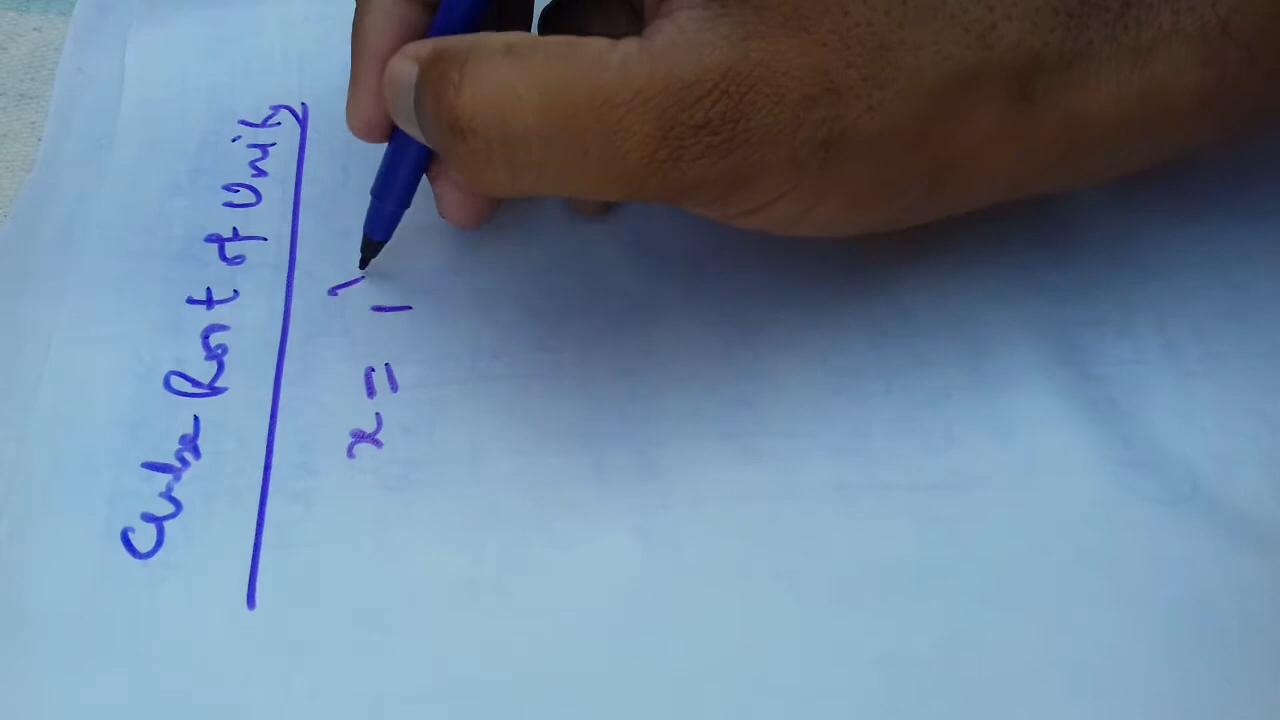 Cube Root of Unity
x = 1